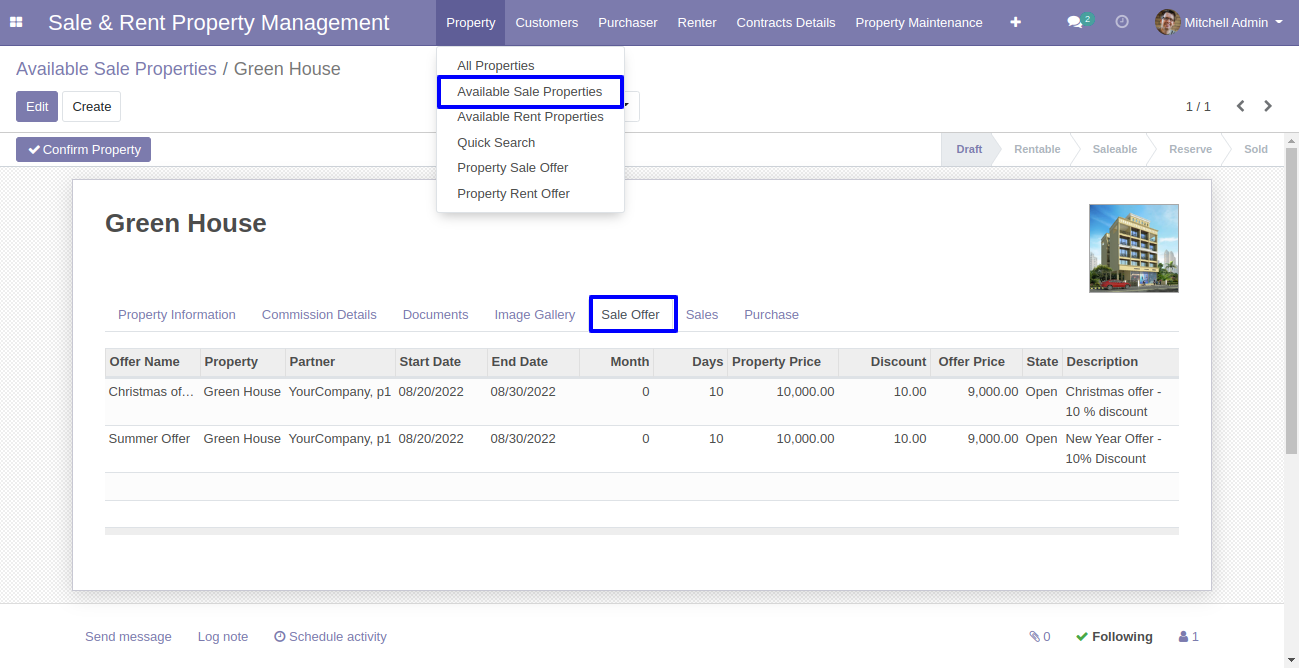 Sale & Rent Property Management Property Customers Purchaser Renter Contracts Details Property Maintenance 2 Mitchell Admin
Available Sale Properties / Green House
Edit Create
1 / 1
All Properties
Available Sale Properties
Available Rent Properties
Quick Search
Property Sale Offer
Property Rent Offer
Confirm Property
Draft Rentable Saleable Reserve Sold
Green House
Property Information Commission Details Documents Image Gallery Sale Offer Sales Purchase
Offer Name Property Partner Start Date End Date Month Days Property Price Discount Offer Price State Description
Christmas of... Green House YourCompany, p1 08/20/2022 08/30/2022 0 10 10,000.00 10.00 9,000.00 Open Christmas offer -
10 % discount
Summer Offer Green House YourCompany, p1 08/20/2022 08/30/2022 0 10 10,000.00 10.00 9,000.00 Open New Year Offer -
10% Discount
Send message Log note Schedule activity 0 Following 1